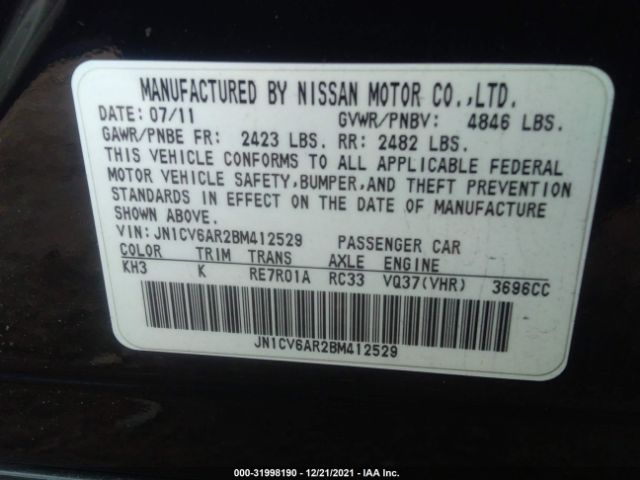 MANUFACTURED BY NISSAN MOTOR CO.,LTD.
DATE: 07/11 GVWR/PNBV: 4846 LBS.
GAWR/PNBE FR: 2423 LBS. RR: 2482 LBS.
THIS VEHICLE CONFORMS TO ALL APPLICABLE FEDERAL
MOTOR VEHICLE SAFETY,BUMPER,AND THEFT PREVENTION
STANDARDS IN EFFECT ON THE DATE OF MANUFACTURE
SHOWN ABOVE.
VIN:JN1CV6AR2BM412529 PASSENGER CAR
COLOR TRIM TRANS AXLE ENGINE
KH3 K RE7R01A RC33 VQ37(VHR) 3696CC
JN1CV6AR2BM412529
000-31998190 - 12/21/2021 - IAA Inc.